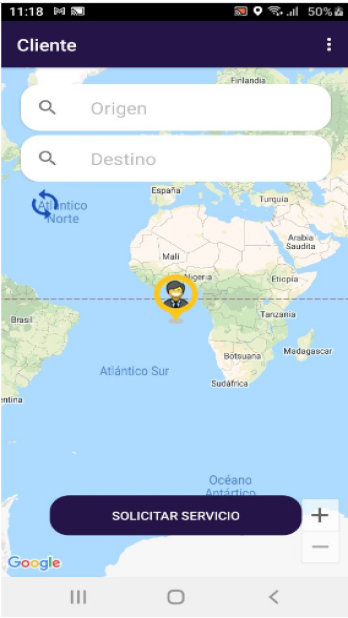 11:18
50%
Cliente
Finlandia
Origen
Destino
España
Turquía
Atlántico
Norte
Arabia
Saudita
Malí
Nigeria
Etiopía
Brasil
Tanzania
Botsuana
Madagascar
Atlántico Sur
Sudáfrica
entina
Océano
Antártico
SOLICITAR SERVICIO
+
−
Google